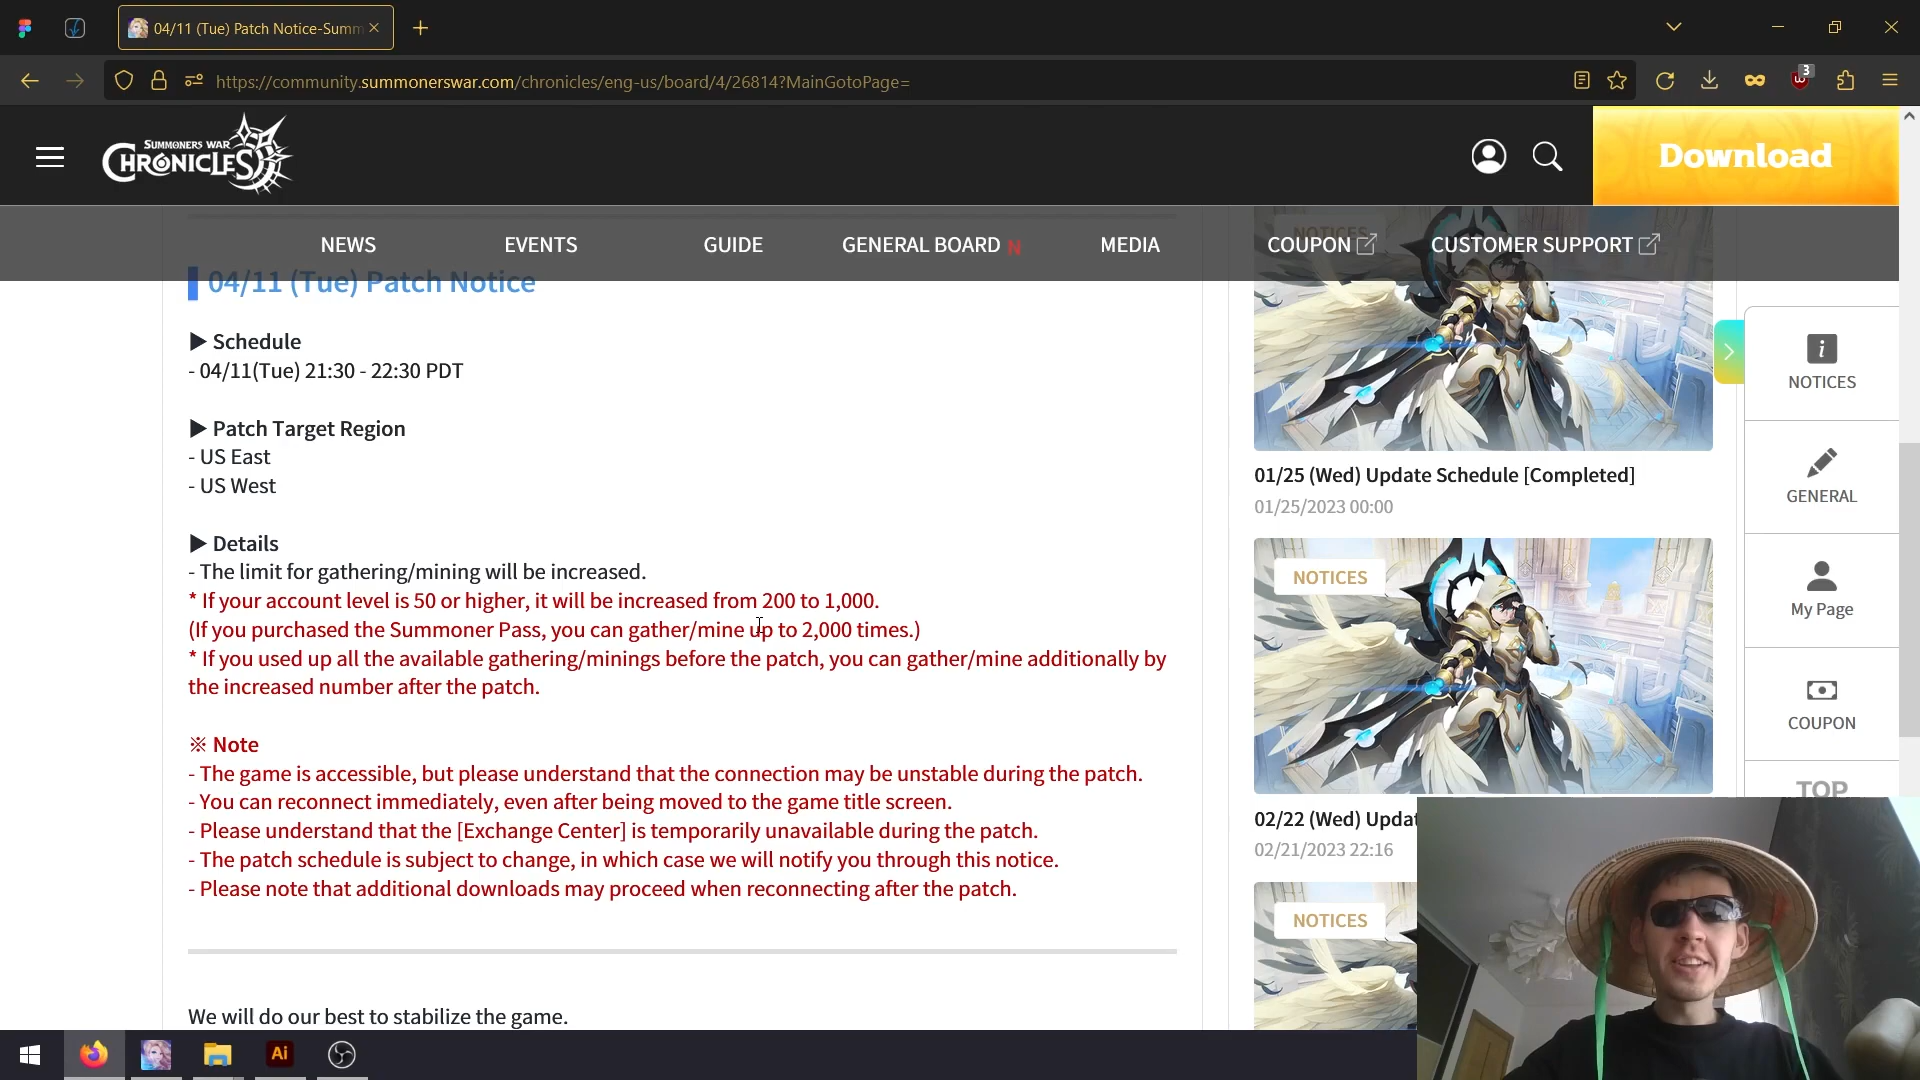 04/11 (Tue) Patch Notice-Summ
https://community.summonerswar.com/chronicles/eng-us/board/4/26814?MainGotoPage=
3
SUMMONERS WAR
CHRONICLES
Download
NEWS
EVENTS
GUIDE
GENERAL BOARD N
MEDIA
COUPON
CUSTOMER SUPPORT
04/11 (Tue) Patch Notice
▶ Schedule
- 04/11(Tue) 21:30 - 22:30 PDT
▶ Patch Target Region
- US East
- US West
▶ Details
- The limit for gathering/mining will be increased.
* If your account level is 50 or higher, it will be increased from 200 to 1,000.
(If you purchased the Summoner Pass, you can gather/mine up to 2,000 times.)
* If you used up all the available gathering/minings before the patch, you can gather/mine additionally by
the increased number after the patch.
※ Note
- The game is accessible, but please understand that the connection may be unstable during the patch.
- You can reconnect immediately, even after being moved to the game title screen.
- Please understand that the [Exchange Center] is temporarily unavailable during the patch.
- The patch schedule is subject to change, in which case we will notify you through this notice.
- Please note that additional downloads may proceed when reconnecting after the patch.
We will do our best to stabilize the game.
NOTICES
01/25 (Wed) Update Schedule [Completed]
01/25/2023 00:00
NOTICES
02/22 (Wed) Updat
02/21/2023 22:16
NOTICES
NOTICES
GENERAL
My Page
COUPON
TOP
Ai